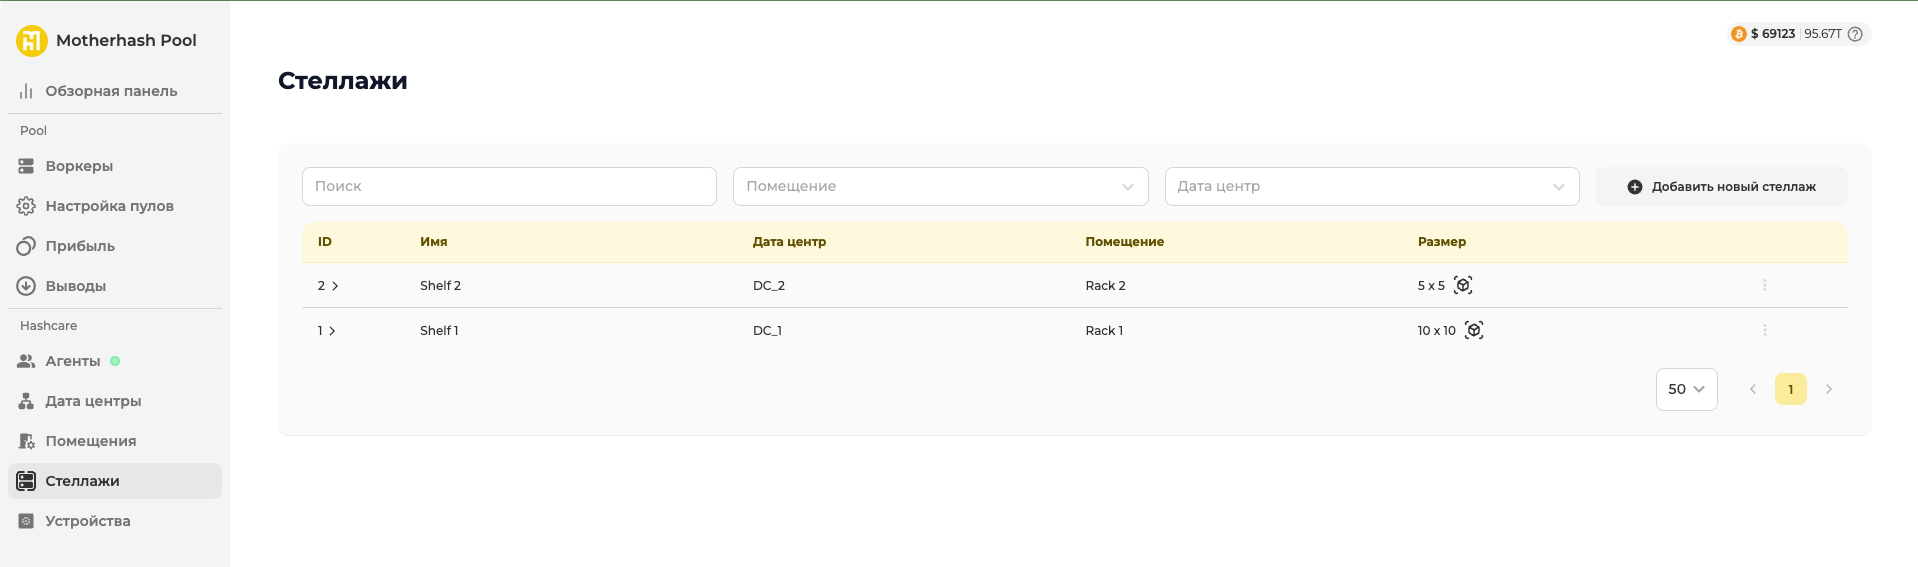 Motherhash Pool
$ 69123 95.67T
Обзорная панель
Pool
Воркеры
Настройка пулов
Прибыль
Выводы
Hashcare
Агенты
Дата центры
Помещения
Стеллажи
Устройства
Стеллажи
Поиск Помещение Дата центр Добавить новый стеллаж
ID Имя Дата центр Помещение Размер
2 Shelf 2 DC_2 Rack 2 5 x 5
1 Shelf 1 DC_1 Rack 1 10 x 10
50 1